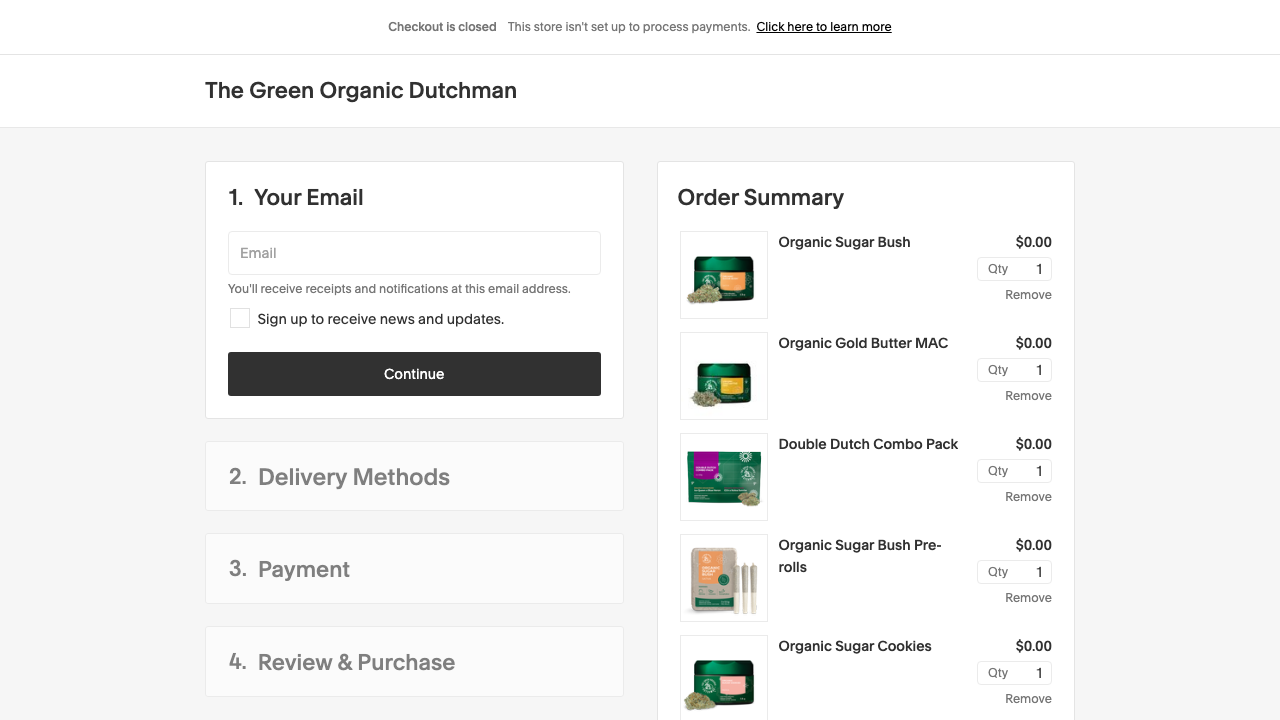 Checkout is closed This store isn't set up to process payments. Click here to learn more
The Green Organic Dutchman
1. Your Email
Email
You'll receive receipts and notifications at this email address.
Sign up to receive news and updates.
Continue
2. Delivery Methods
3. Payment
4. Review & Purchase
Order Summary
Organic Sugar Bush $0.00
Qty 1
Remove
Organic Gold Butter MAC $0.00
Qty 1
Remove
Double Dutch Combo Pack $0.00
Qty 1
Remove
Organic Sugar Bush Pre- $0.00
rolls
Qty 1
Remove
ORGANIC
SUGAR
BUSH
Organic Sugar Cookies $0.00
Qty 1
Remove